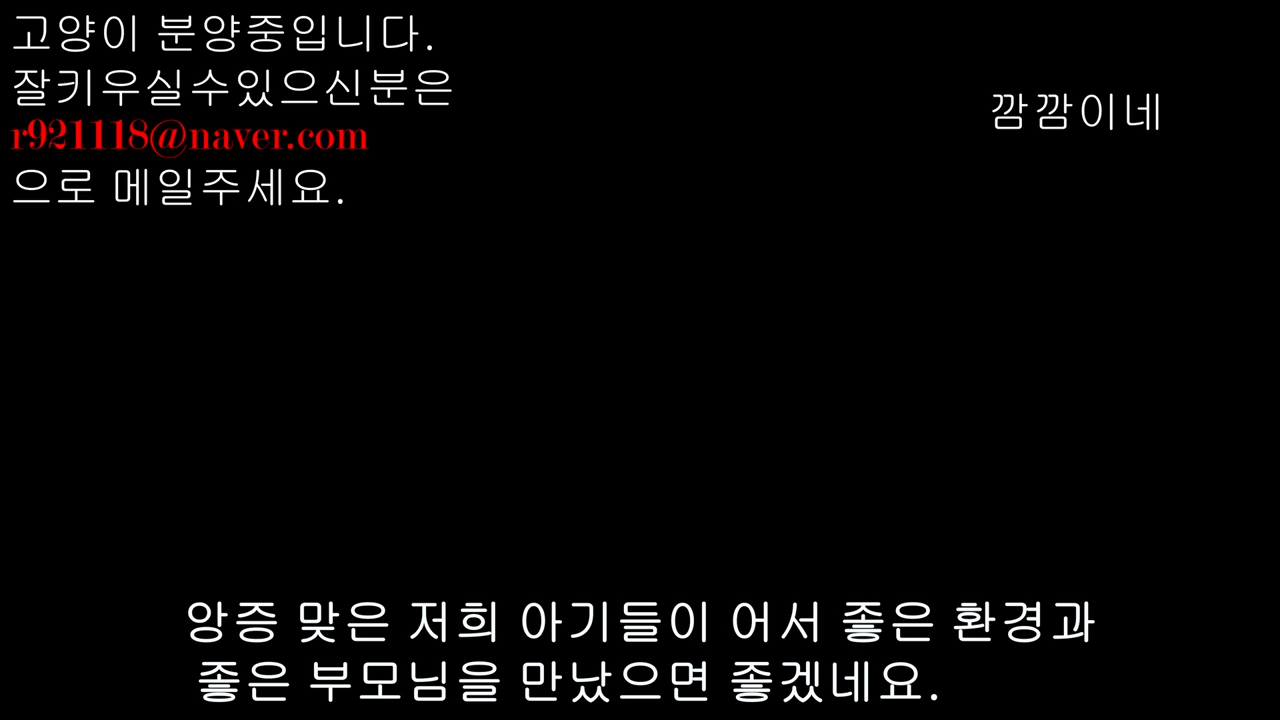 고양이 분양중입니다.
잘키우실수있으신분은
r921118@naver.com
으로 메일주세요.
깜깜이네
앙증 맞은 저희 아기들이 어서 좋은 환경과
좋은 부모님을 만났으면 좋겠네요.